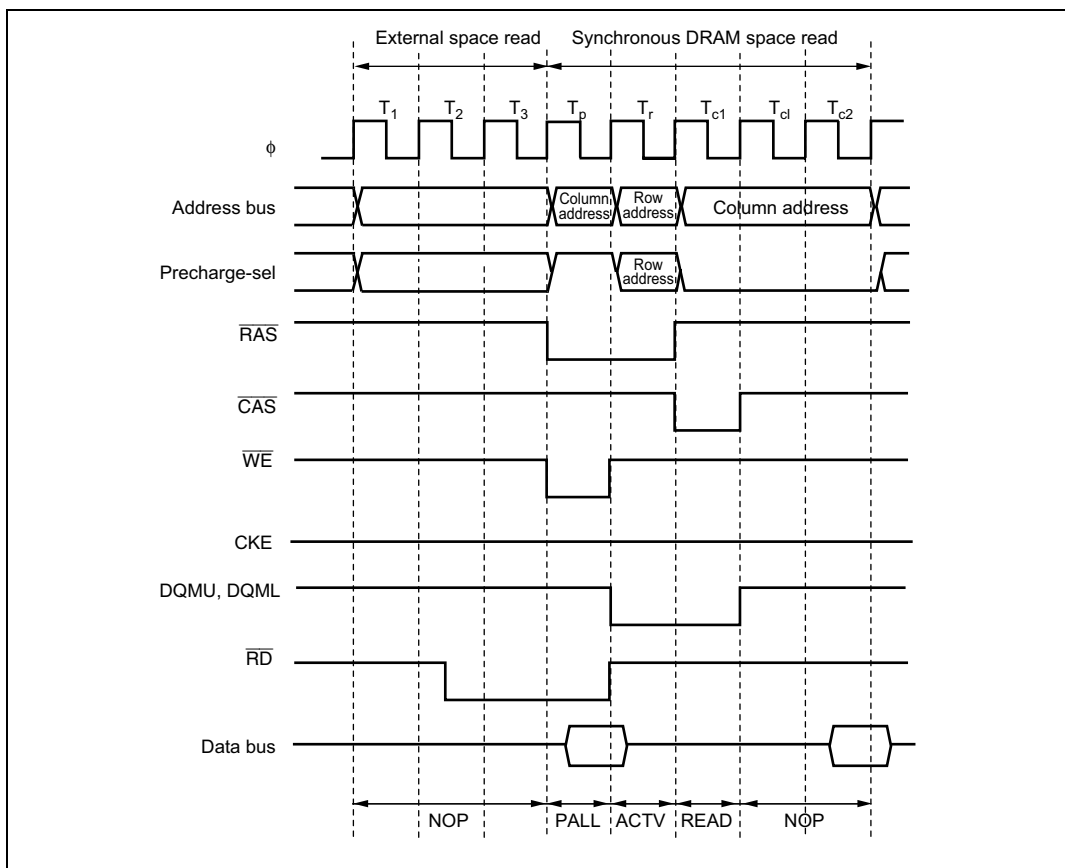 External space read Synchronous DRAM space read
T1 T2 T3 Tp Tr Tc1 Tcl Tc2
ϕ
Address bus
Column address
Row address
Column address
Precharge-sel
Row address
RAS
CAS
WE
CKE
DQMU, DQML
RD
Data bus
NOP PALL ACTV READ NOP